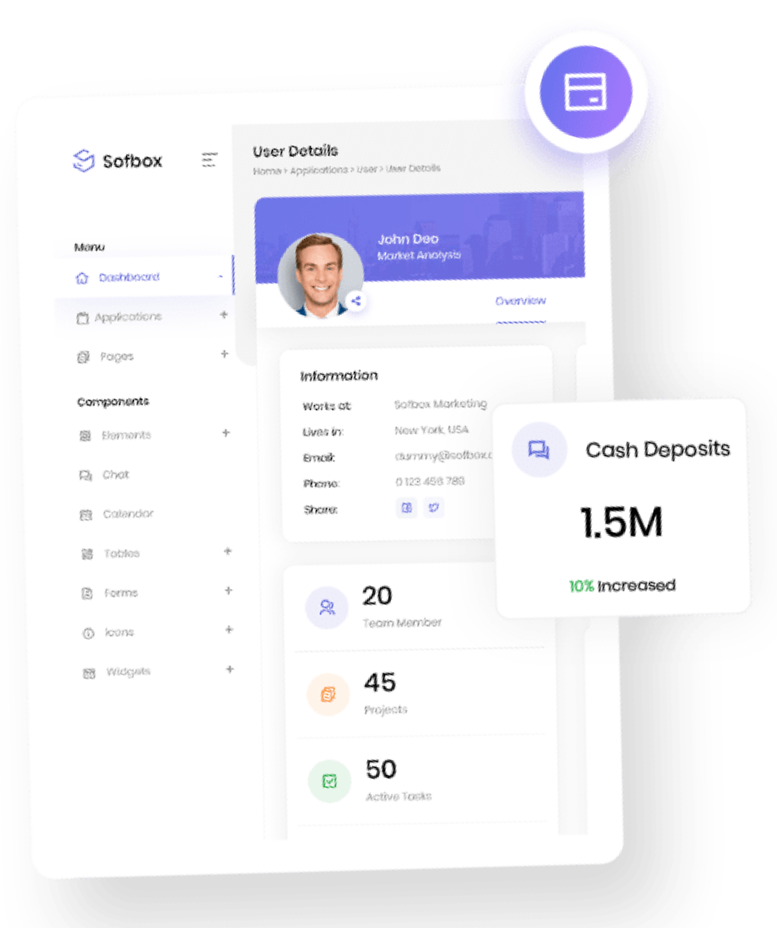 Sofbox
User Details
Home > Applications > User > User Details
Menu
Dashboard -
Applications +
Pages +
Components
Elements +
Chat
Calendar
Tables +
Forms +
Icons +
Widgets +
John Deo
Market Analysis
Overview
Information
Works at: Sofbox Marketing
Lives in: New York, USA
Email: dummy@sofbox.c
Phone: 0 123 456 789
Share:
Cash Deposits
1.5M
10% Increased
20
Team Member
45
Projects
50
Active Tasks